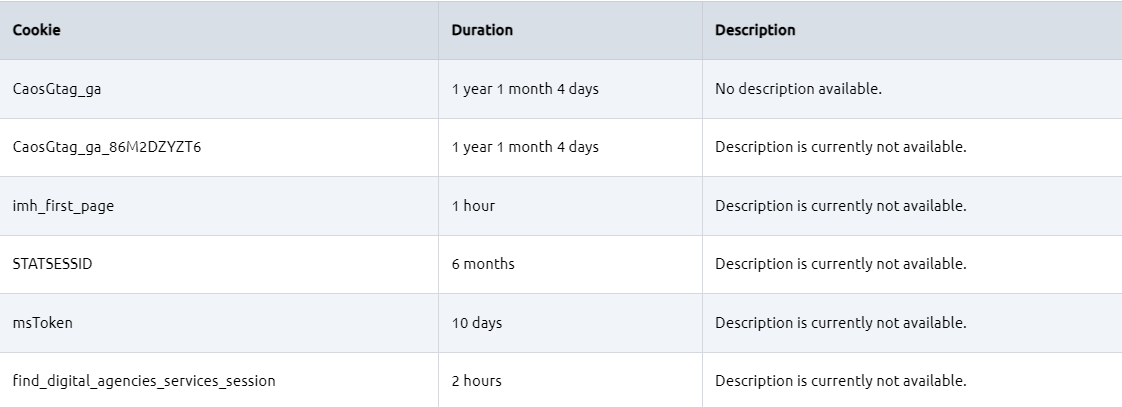 Cookie Duration Description
CaosGtag_ga 1 year 1 month 4 days No description available.
CaosGtag_ga_86M2DZYZT6 1 year 1 month 4 days Description is currently not available.
imh_first_page 1 hour Description is currently not available.
STATSESSID 6 months Description is currently not available.
msToken 10 days Description is currently not available.
find_digital_agencies_services_session 2 hours Description is currently not available.